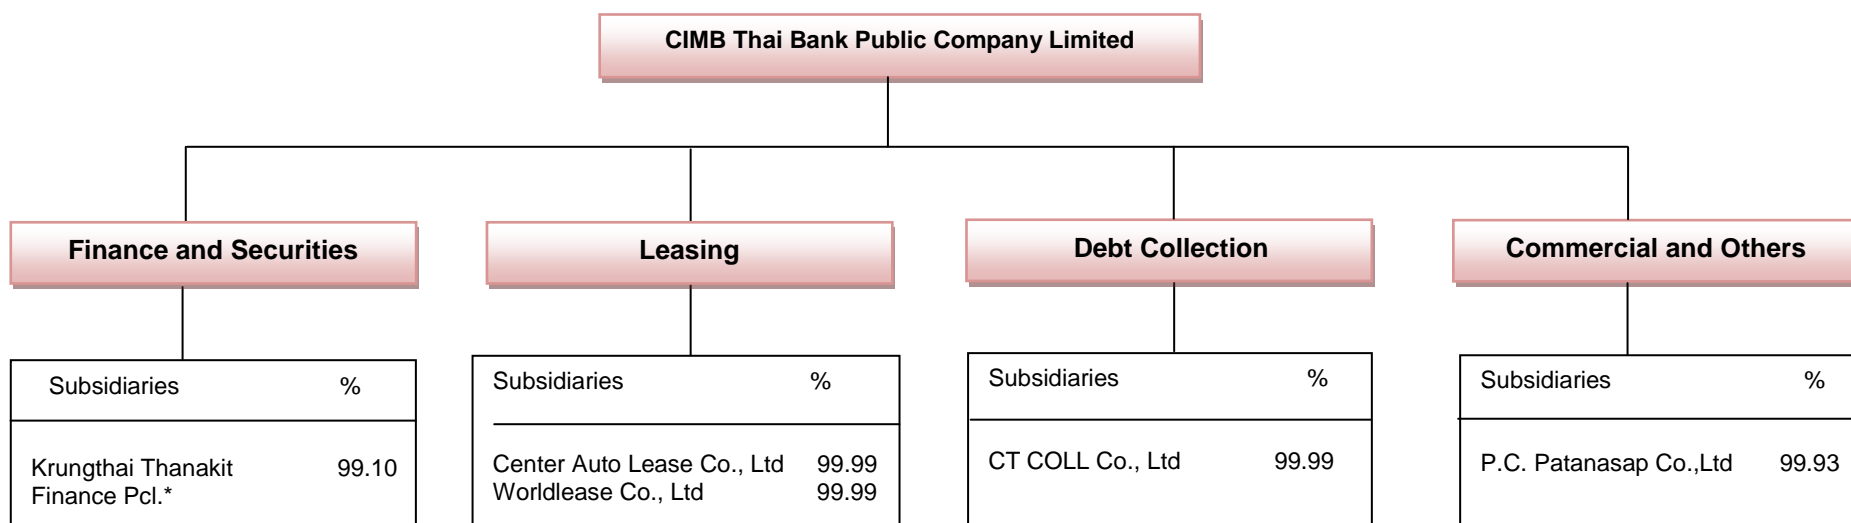 CIMB Thai Bank Public Company Limited
Finance and Securities
Leasing
Debt Collection
Commercial and Others
Subsidiaries %
Krungthai Thanakit 99.10
Finance Pcl.*
Subsidiaries %
Center Auto Lease Co., Ltd 99.99
Worldlease Co., Ltd 99.99
Subsidiaries %
CT COLL Co., Ltd 99.99
Subsidiaries %
P.C. Patanasap Co.,Ltd 99.93